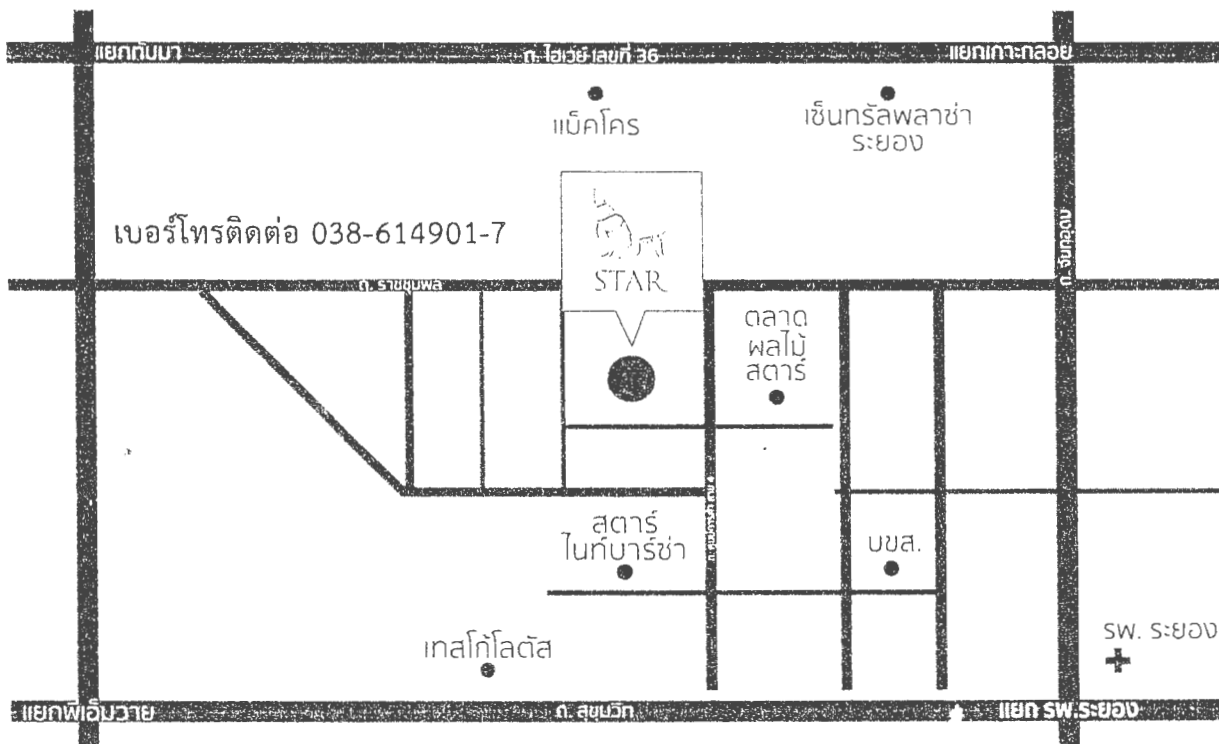 แยกทับมา
ถ. ไฮเวย์ เลขที่ 36
แยกเกาะกลอย
แบ็คโคร
เซ็นทรัลพลาซ่า
ระยอง
เบอร์โทรติดต่อ 038-614901-7
STAR
ถ. จันทอุดม
ถ. ราชชุมพล
ตลาด
ผลไม้
สตาร์
สตาร์
ไนท์บาร์ซ่า
บขส.
เทสโก้โลตัส
รพ. ระยอง
แยกพีเอ็มวาย
ถ. สุขุมวิท
แยก รพ.ระยอง